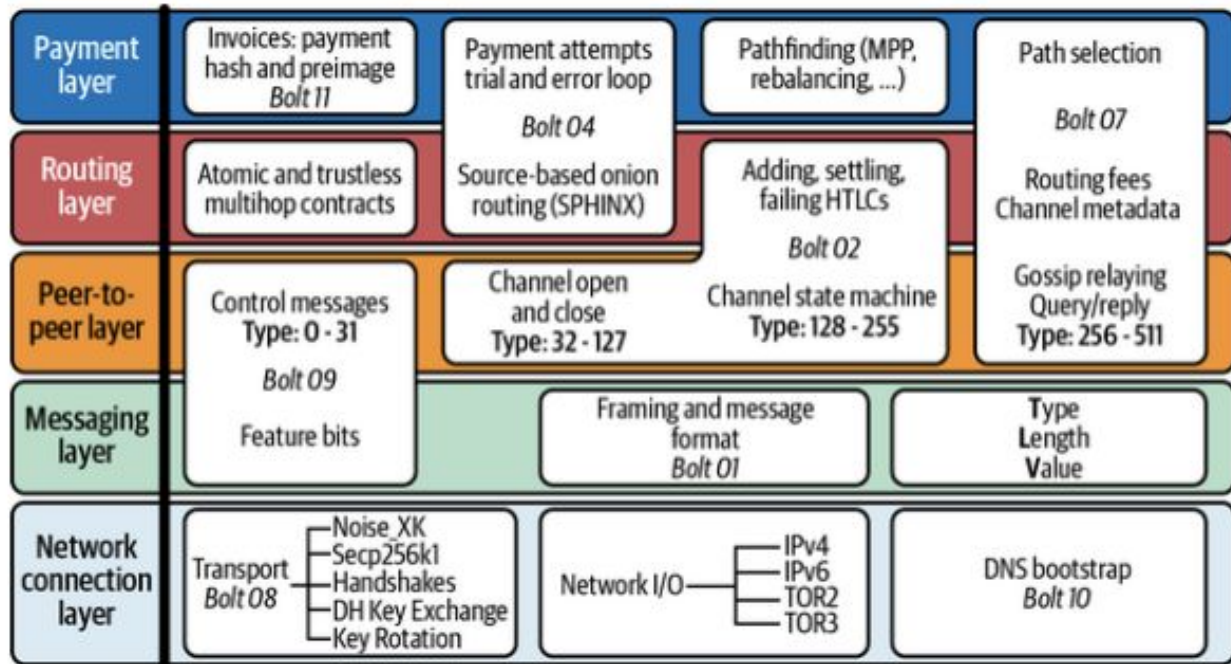 Payment
layer
Invoices: payment
hash and preimage
Bolt 11
Payment attempts
trial and error loop
Bolt 04
Pathfinding (MPP,
rebalancing, ...)
Path selection
Bolt 07
Routing
layer
Atomic and trustless
multihop contracts
Source-based onion
routing (SPHINX)
Adding, settling,
failing HTLCs
Bolt 02
Routing fees
Channel metadata
Peer-to-
peer layer
Control messages
Type: 0 - 31
Bolt 09
Channel open
and close
Type: 32 - 127
Channel state machine
Type: 128 - 255
Gossip relaying
Query/reply
Type: 256 - 511
Messaging
layer
Feature bits
Framing and message
format
Bolt 01
Type
Length
Value
Network
connection
layer
Transport
Bolt 08
Noise_XK
Secp256k1
Handshakes
DH Key Exchange
Key Rotation
Network I/O
IPv4
IPv6
TOR2
TOR3
DNS bootstrap
Bolt 10